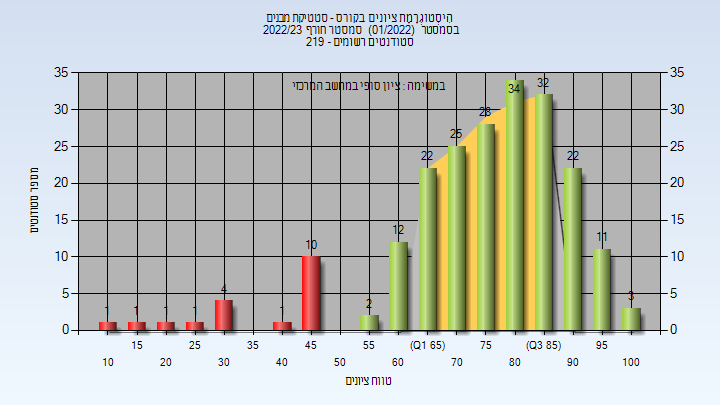 היסטוגרמת ציונים בקורס - סטטיקת מבנים
בסמסטר (01/2022) סמסטר חורף 2022/23
סטודנטים רשומים - 219
במשימה : ציון סופי במחשב המרכזי
מספר סטודנטים
35 35
30 30
25 25
20 20
15 15
10 10
5 5
0 0
1 1 1 1 4 1 10 2 12 22 25 28 34 32 22 11 3
15 25 35 45 55 (Q1 65) 75 (Q3 85) 95
10 20 30 40 50 60 70 80 90 100
טווח ציונים